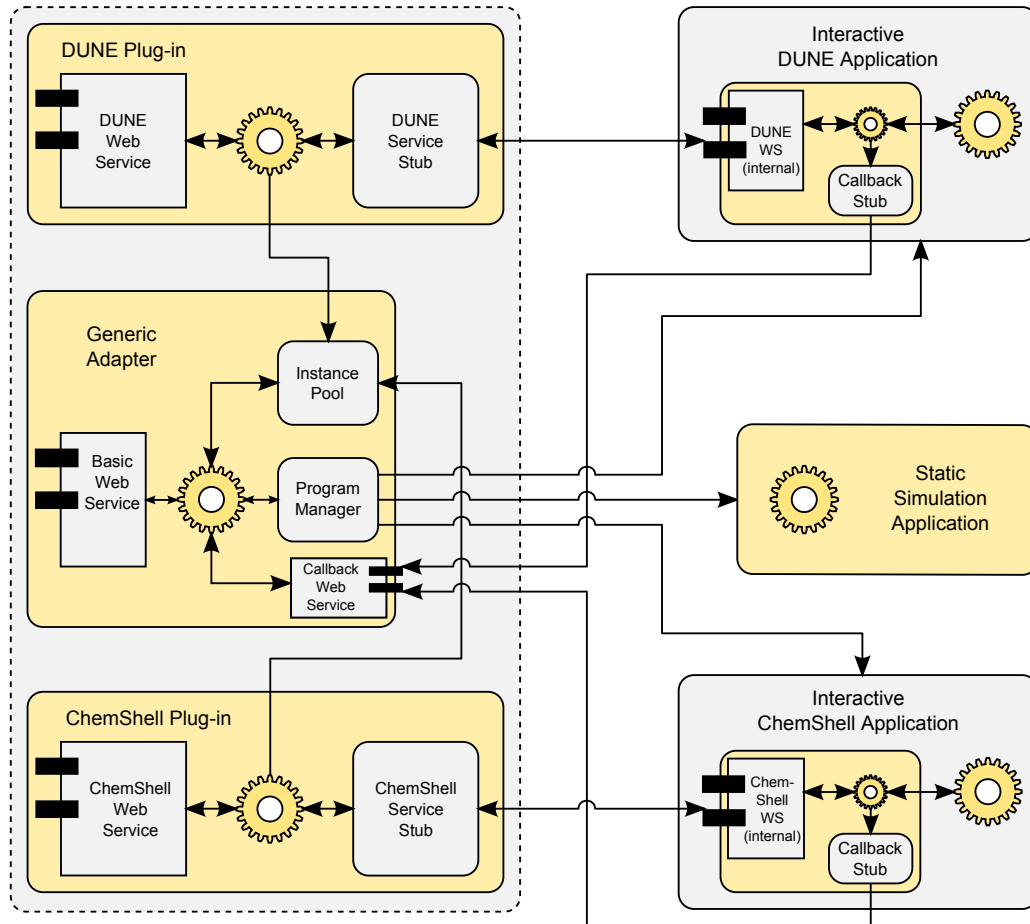 DUNE Plug-in
DUNE
Web
Service
DUNE
Service
Stub
Interactive
DUNE Application
DUNE
WS
(internal)
Callback
Stub
Generic
Adapter
Instance
Pool
Basic
Web
Service
Program
Manager
Callback
Web
Service
Static
Simulation
Application
ChemShell Plug-in
ChemShell
Web
Service
ChemShell
Service
Stub
Interactive
ChemShell Application
Chem-
Shell
WS
(internal)
Callback
Stub